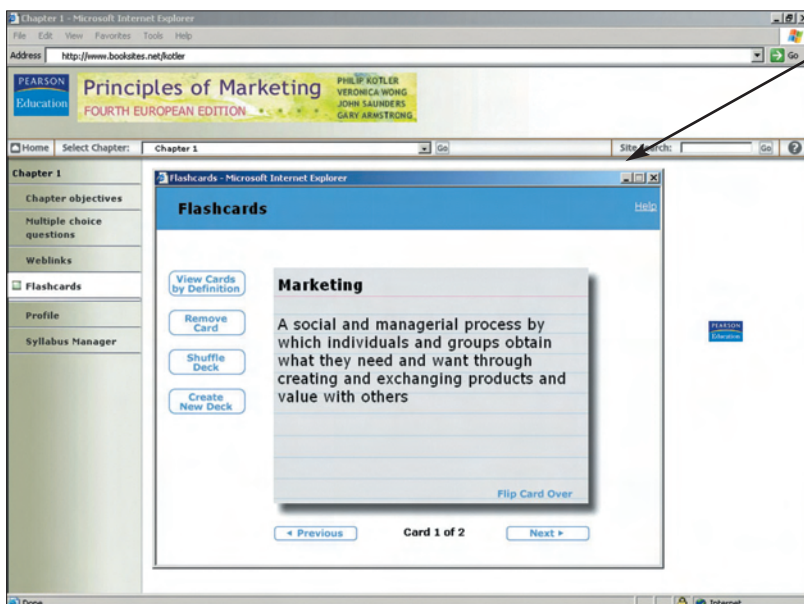 Chapter 1 - Microsoft Internet Explorer
File Edit View Favorites Tools Help
Address http://www.booksites.net/kotler Go
PEARSON
Education
Principles of Marketing
FOURTH EUROPEAN EDITION
PHILIP KOTLER
VERONICA WONG
JOHN SAUNDERS
GARY ARMSTRONG
Home Select Chapter: Chapter 1 Go Site Search: Go ?
Chapter 1
Chapter objectives
Multiple choice
questions
Weblinks
Flashcards
Profile
Syllabus Manager
Flashcards - Microsoft Internet Explorer
Flashcards Help
View Cards
by Definition
Remove
Card
Shuffle
Deck
Create
New Deck
Marketing
A social and managerial process by
which individuals and groups obtain
what they need and want through
creating and exchanging products and
value with others
Flip Card Over
Previous Card 1 of 2 Next
PEARSON
Education
Done Internet